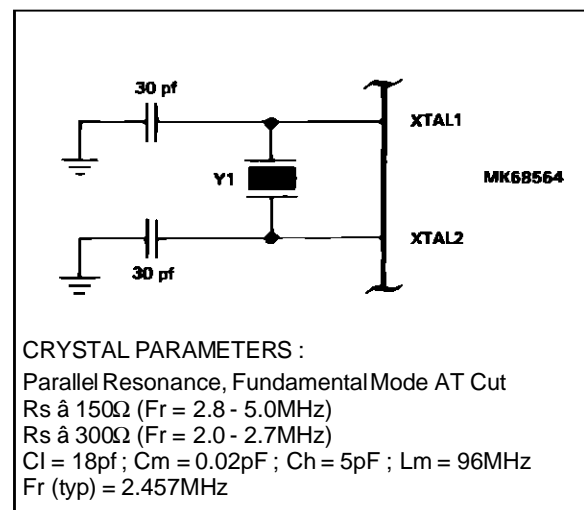 30 pf
XTAL1
Y1
MK68564
XTAL2
30 pf
CRYSTAL PARAMETERS :
Parallel Resonance, Fundamental Mode AT Cut
Rs â 150Ω (Fr = 2.8 - 5.0MHz)
Rs â 300Ω (Fr = 2.0 - 2.7MHz)
Cl = 18pf ; Cm = 0.02pF ; Ch = 5pF ; Lm = 96MHz
Fr (typ) = 2.457MHz